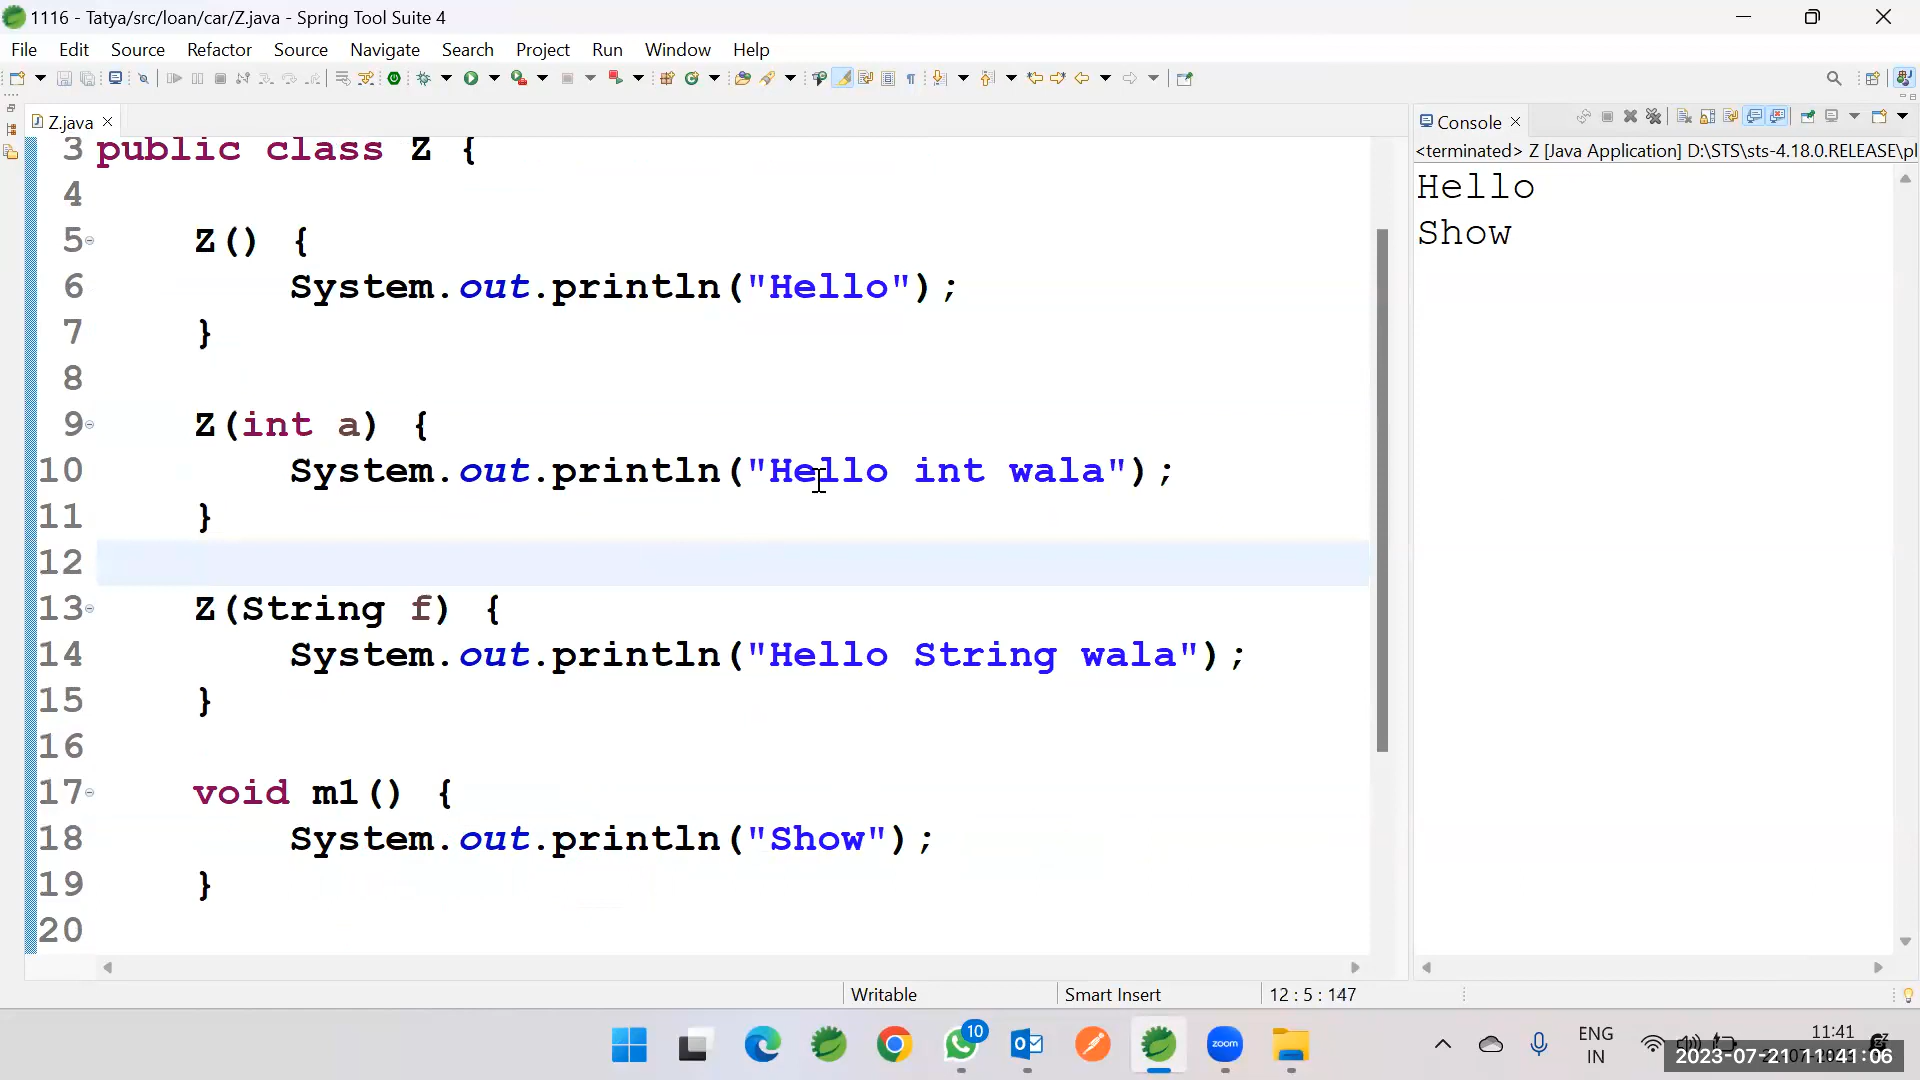 1116 - Tatya/src/loan/car/Z.java - Spring Tool Suite 4
File Edit Source Refactor Source Navigate Search Project Run Window Help
Z.java
3 public class Z {
4
5 Z() {
6 System.out.println("Hello");
7 }
8
9 Z(int a) {
10 System.out.println("Hello int wala");
11 }
12
13 Z(String f) {
14 System.out.println("Hello String wala");
15 }
16
17 void m1() {
18 System.out.println("Show");
19 }
20
Console
<terminated> Z [Java Application] D:\STS\sts-4.18.0.RELEASE\pl
Hello
Show
Writable Smart Insert 12 : 5 : 147
10
zoom
ENG
IN
11:41
2023-07-21 11:41:06